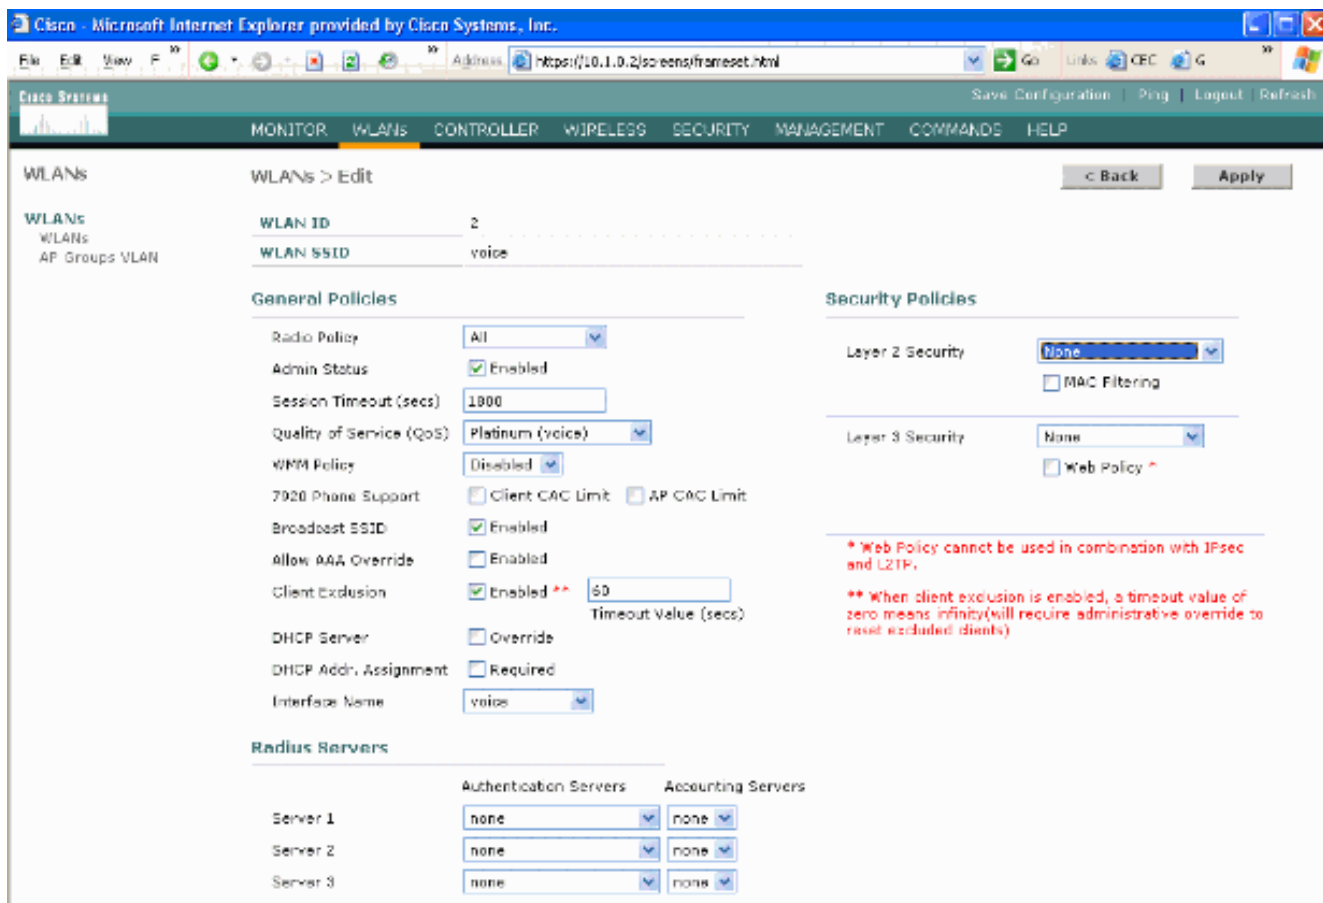 Cisco - Microsoft Internet Explorer provided by Cisco Systems, Inc.
File Edit View F » » Address https://10.1.0.2/screens/frameset.html Go Links CEC G »
Cisco Systems
Save Configuration | Ping | Logout | Refresh
MONITOR WLANs CONTROLLER WIRELESS SECURITY MANAGEMENT COMMANDS HELP
WLANs
WLANs
WLANs
AP Groups VLAN
WLANs > Edit
< Back Apply
WLAN ID 2
WLAN SSID voice
General Policies
Radio Policy All
Admin Status Enabled
Session Timeout (secs) 1800
Quality of Service (QoS) Platinum (voice)
WMM Policy Disabled
7920 Phone Support Client CAC Limit AP CAC Limit
Broadcast SSID Enabled
Allow AAA Override Enabled
Client Exclusion Enabled ** 60
Timeout Value (secs)
DHCP Server Override
DHCP Addr. Assignment Required
Interface Name voice
Security Policies
Layer 2 Security None
MAC Filtering
Layer 3 Security None
Web Policy *
* Web Policy cannot be used in combination with IPsec
and L2TP.
** When client exclusion is enabled, a timeout value of
zero means infinity(will require administrative override to
reset excluded clients)
Radius Servers
Authentication Servers Accounting Servers
Server 1 none none
Server 2 none none
Server 3 none none